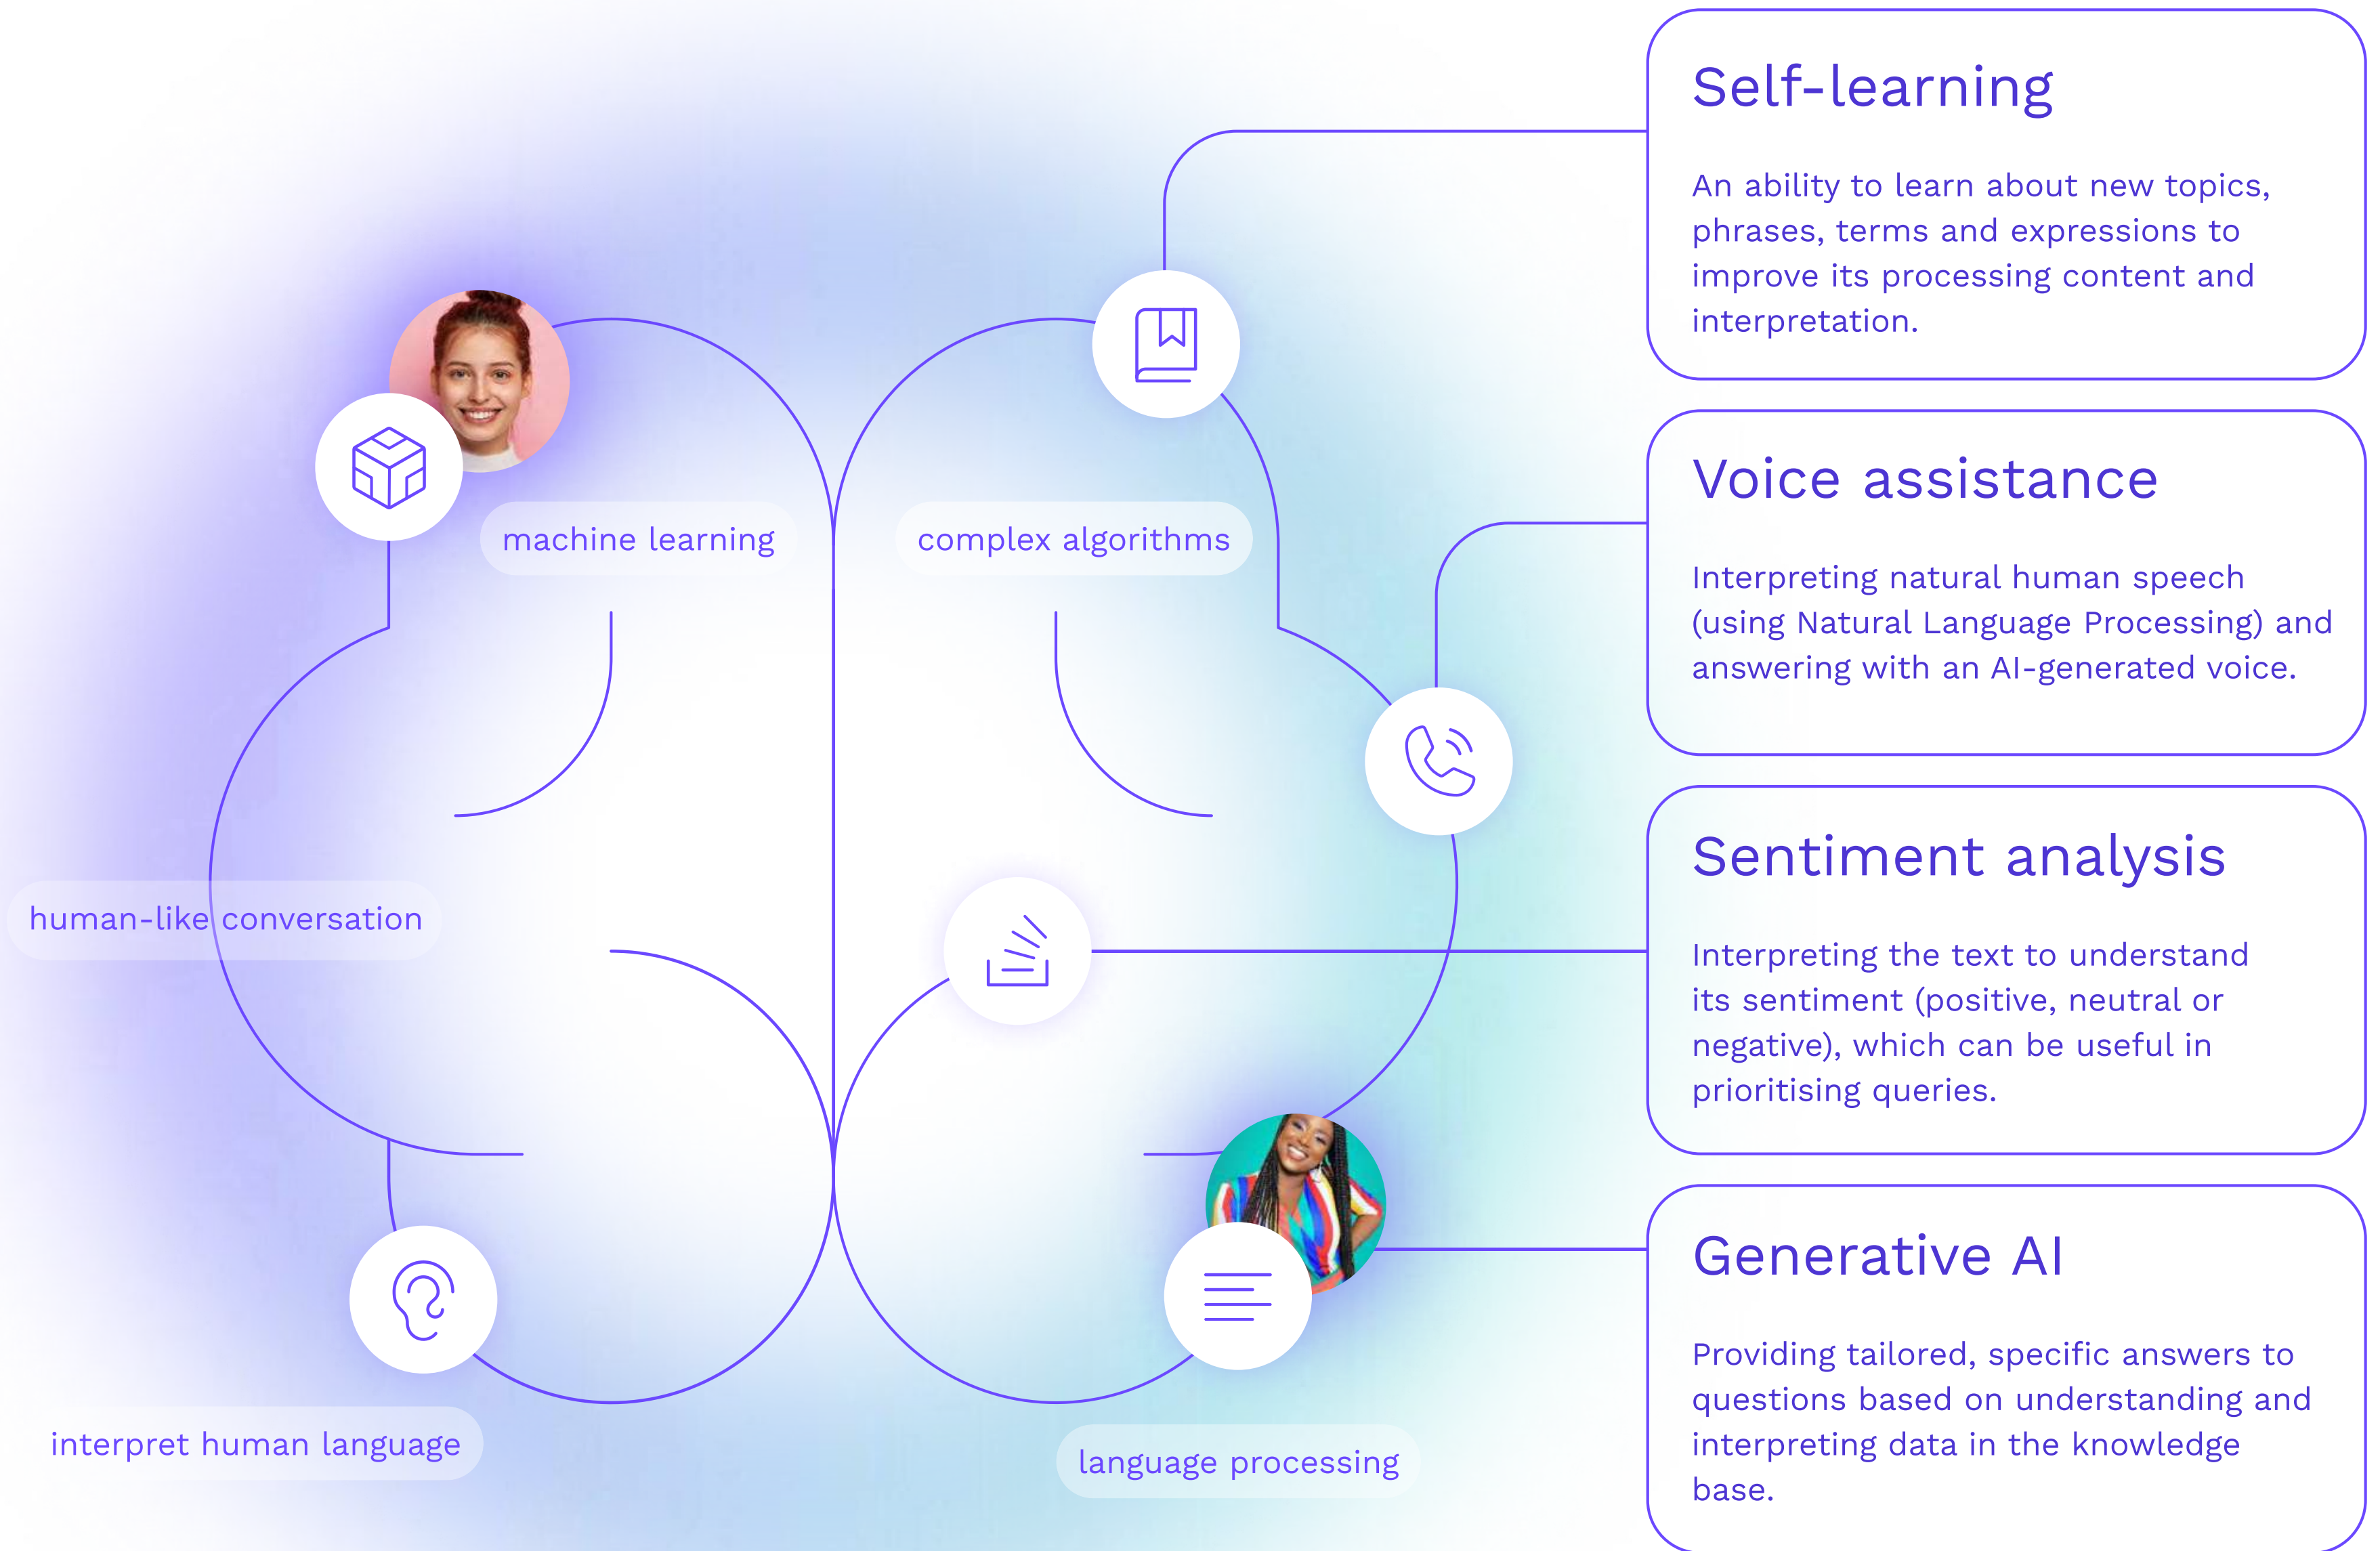 Self-learning
An ability to learn about new topics,
phrases, terms and expressions to
improve its processing content and
interpretation.
machine learning
complex algorithms
Voice assistance
Interpreting natural human speech
(using Natural Language Processing) and
answering with an AI-generated voice.
human-like conversation
Sentiment analysis
Interpreting the text to understand
its sentiment (positive, neutral or
negative), which can be useful in
prioritising queries.
Generative AI
Providing tailored, specific answers to
questions based on understanding and
interpreting data in the knowledge
base.
interpret human language
language processing